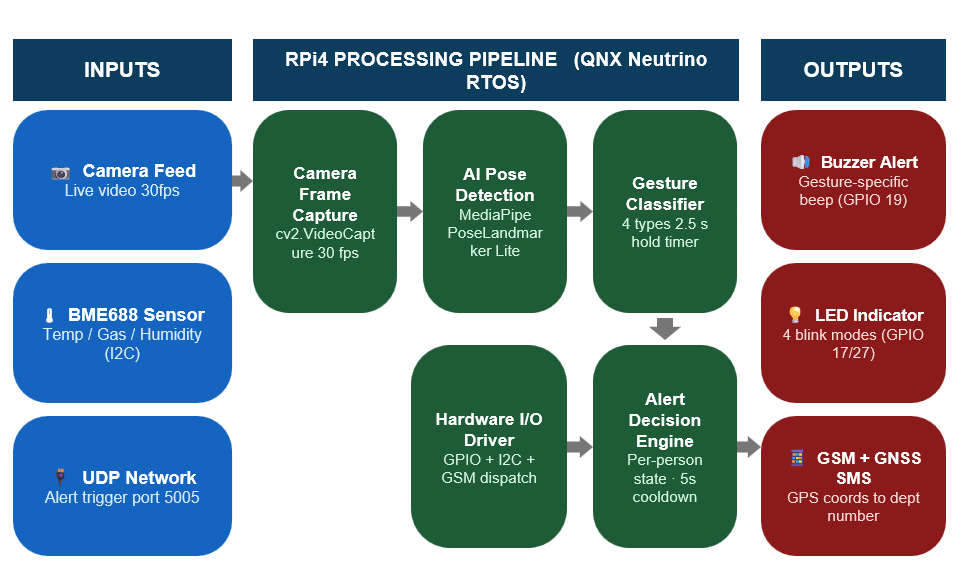 INPUTS
RPi4 PROCESSING PIPELINE (QNX Neutrino
RTOS)
OUTPUTS
Camera Feed
Live video 30fps
BME688 Sensor
Temp / Gas / Humidity
(I2C)
UDP Network
Alert trigger port 5005
Camera
Frame
Capture
cv2.VideoCapt
ure 30 fps
AI Pose
Detection
MediaPipe
PoseLandmar
ker Lite
Gesture
Classifier
4 types 2.5 s
hold timer
Hardware I/O
Driver
GPIO + I2C +
GSM dispatch
Alert
Decision
Engine
Per-person
state · 5s
cooldown
Buzzer Alert
Gesture-specific
beep (GPIO 19)
LED Indicator
4 blink modes (GPIO
17/27)
GSM + GNSS
SMS
GPS coords to dept
number